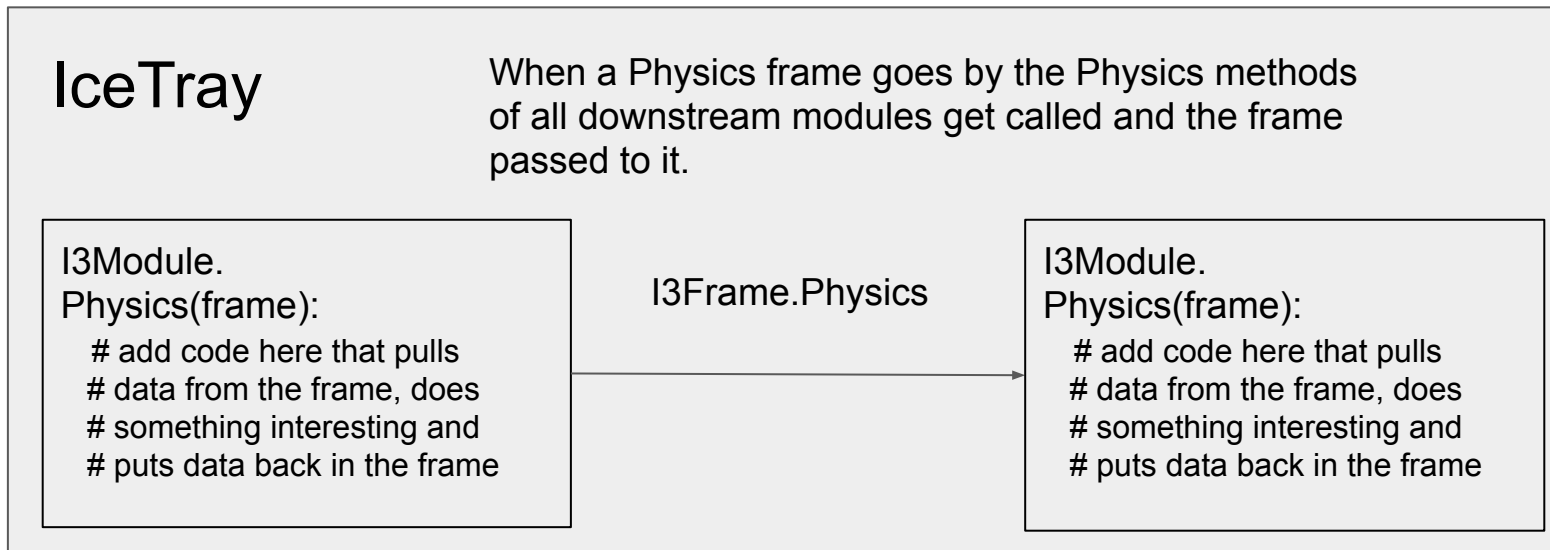 IceTray
When a Physics frame goes by the Physics methods
of all downstream modules get called and the frame
passed to it.
I3Module.
Physics(frame):
# add code here that pulls
# data from the frame, does
# something interesting and
# puts data back in the frame
I3Frame.Physics
I3Module.
Physics(frame):
# add code here that pulls
# data from the frame, does
# something interesting and
# puts data back in the frame